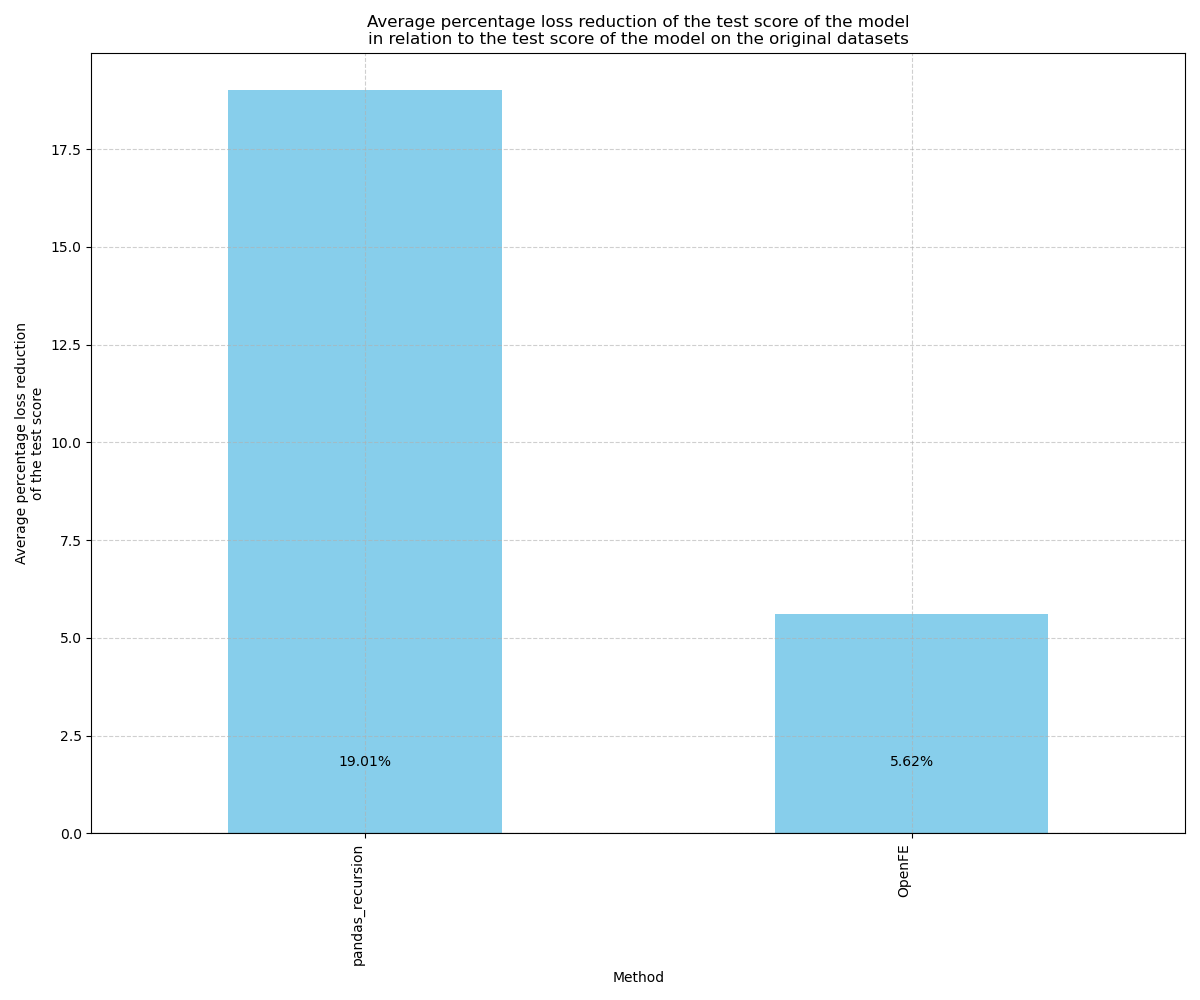 Average percentage loss reduction of the test score of the model
in relation to the test score of the model on the original datasets
Average percentage loss reduction
of the test score
17.5
15.0
12.5
10.0
7.5
5.0
2.5
0.0
19.01%
5.62%
pandas_recursion
OpenFE
Method